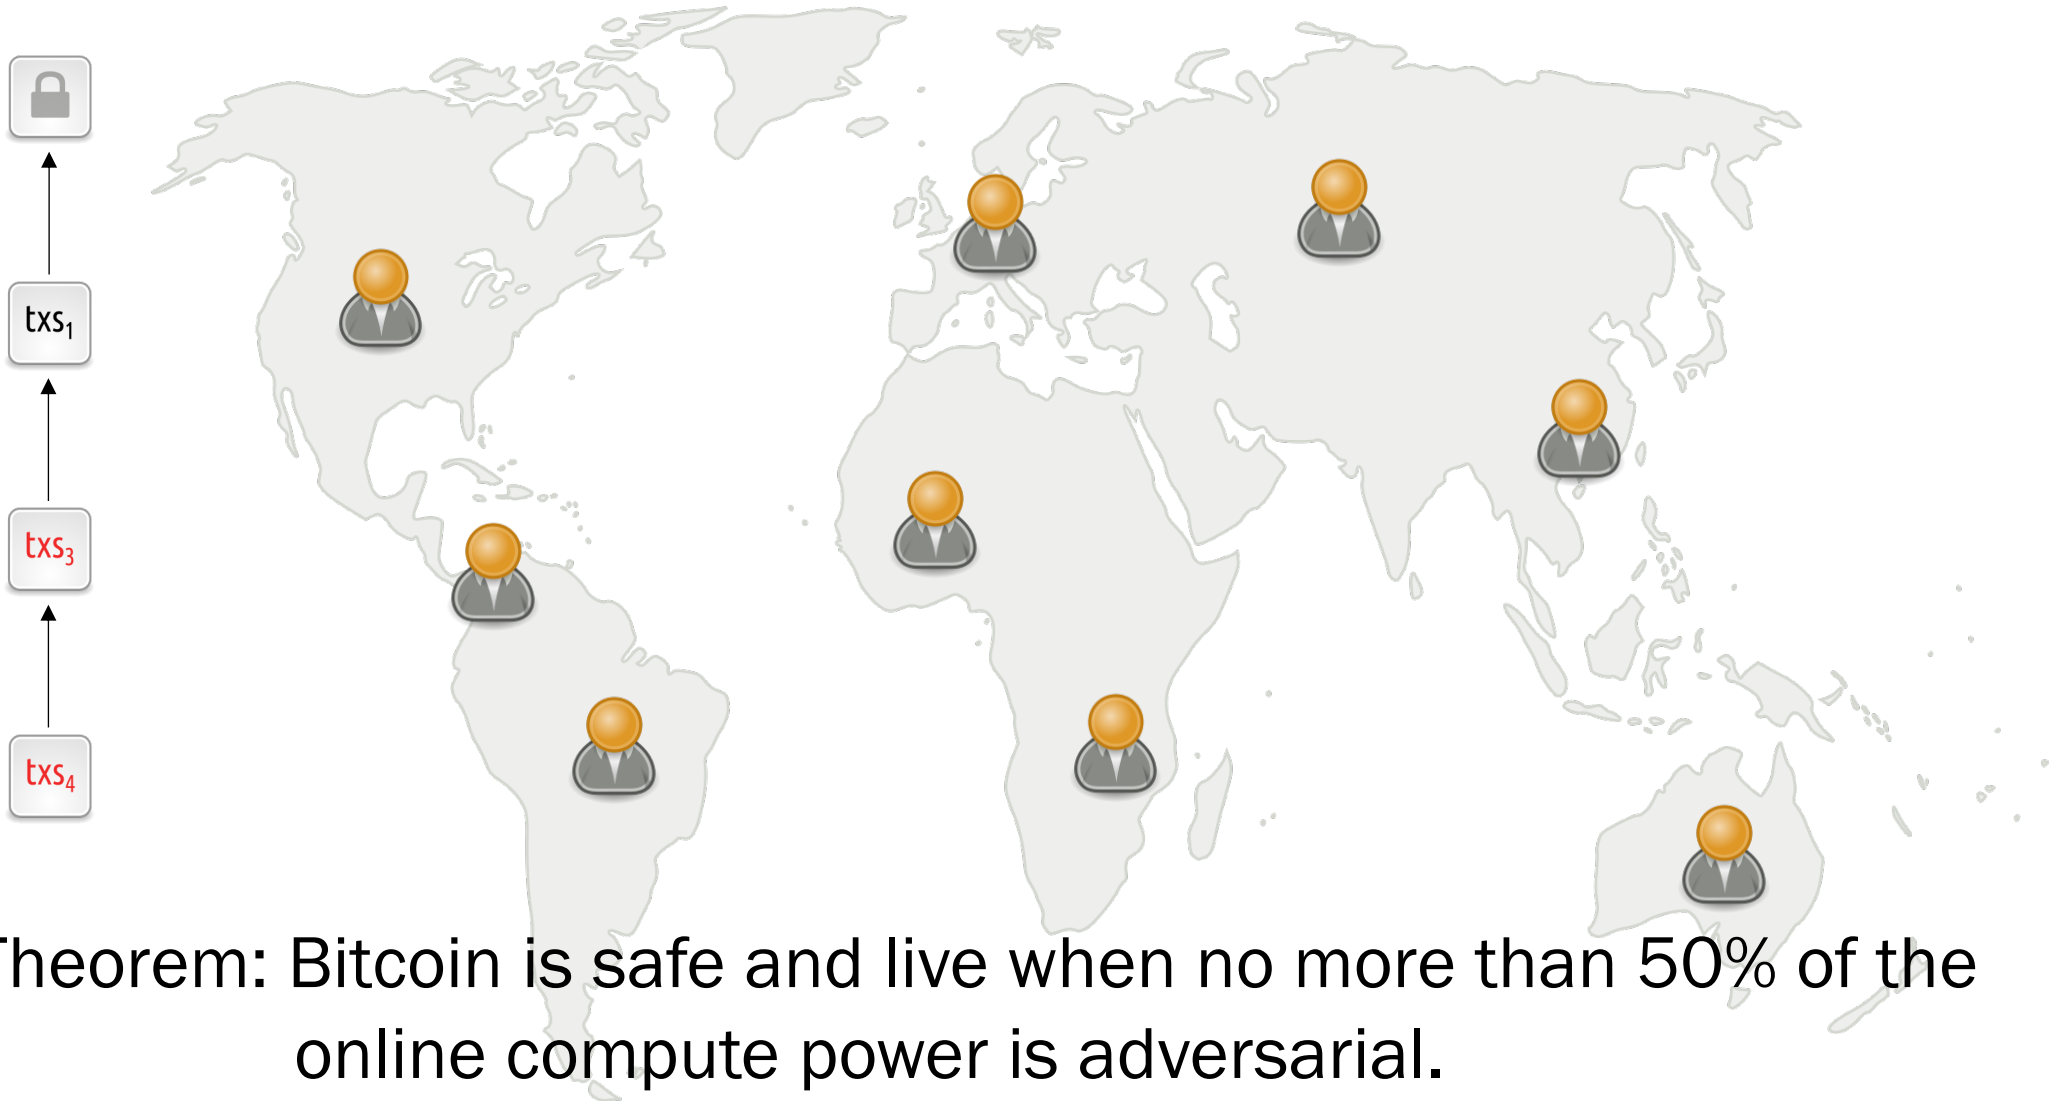 txs₁
txs₃
txs₄
Theorem: Bitcoin is safe and live when no more than 50% of the
online compute power is adversarial.